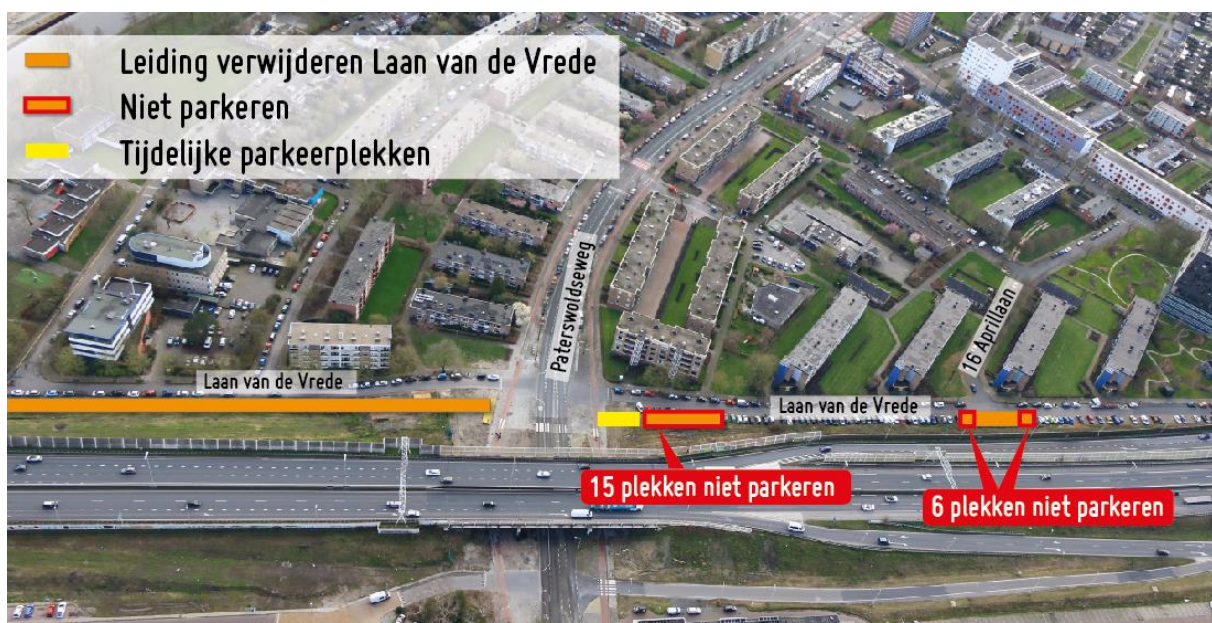 Leiding verwijderen Laan van de Vrede
Niet parkeren
Tijdelijke parkeerplekken
Paterswoldseweg
16 Aprillaan
Laan van de Vrede
Laan van de Vrede
15 plekken niet parkeren
6 plekken niet parkeren